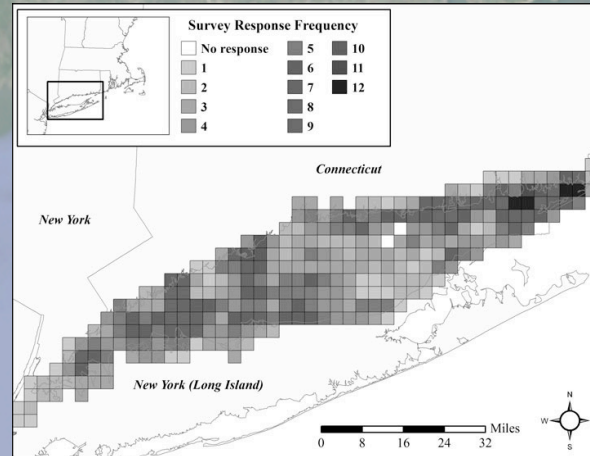 Survey Response Frequency
No response
1
2
3
4
5
6
7
8
9
10
11
12
Connecticut
New York
New York (Long Island)
N
W
E
S
Miles
0 8 16 24 32